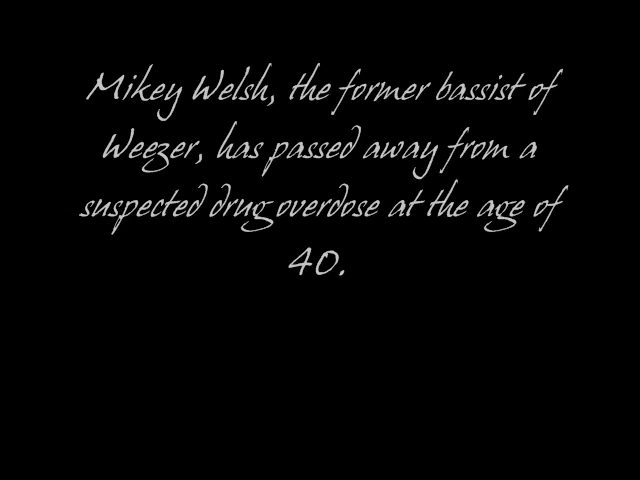 Mikey Welsh, the former bassist of
Weezer, has passed away from a
suspected drug overdose at the age of
40.